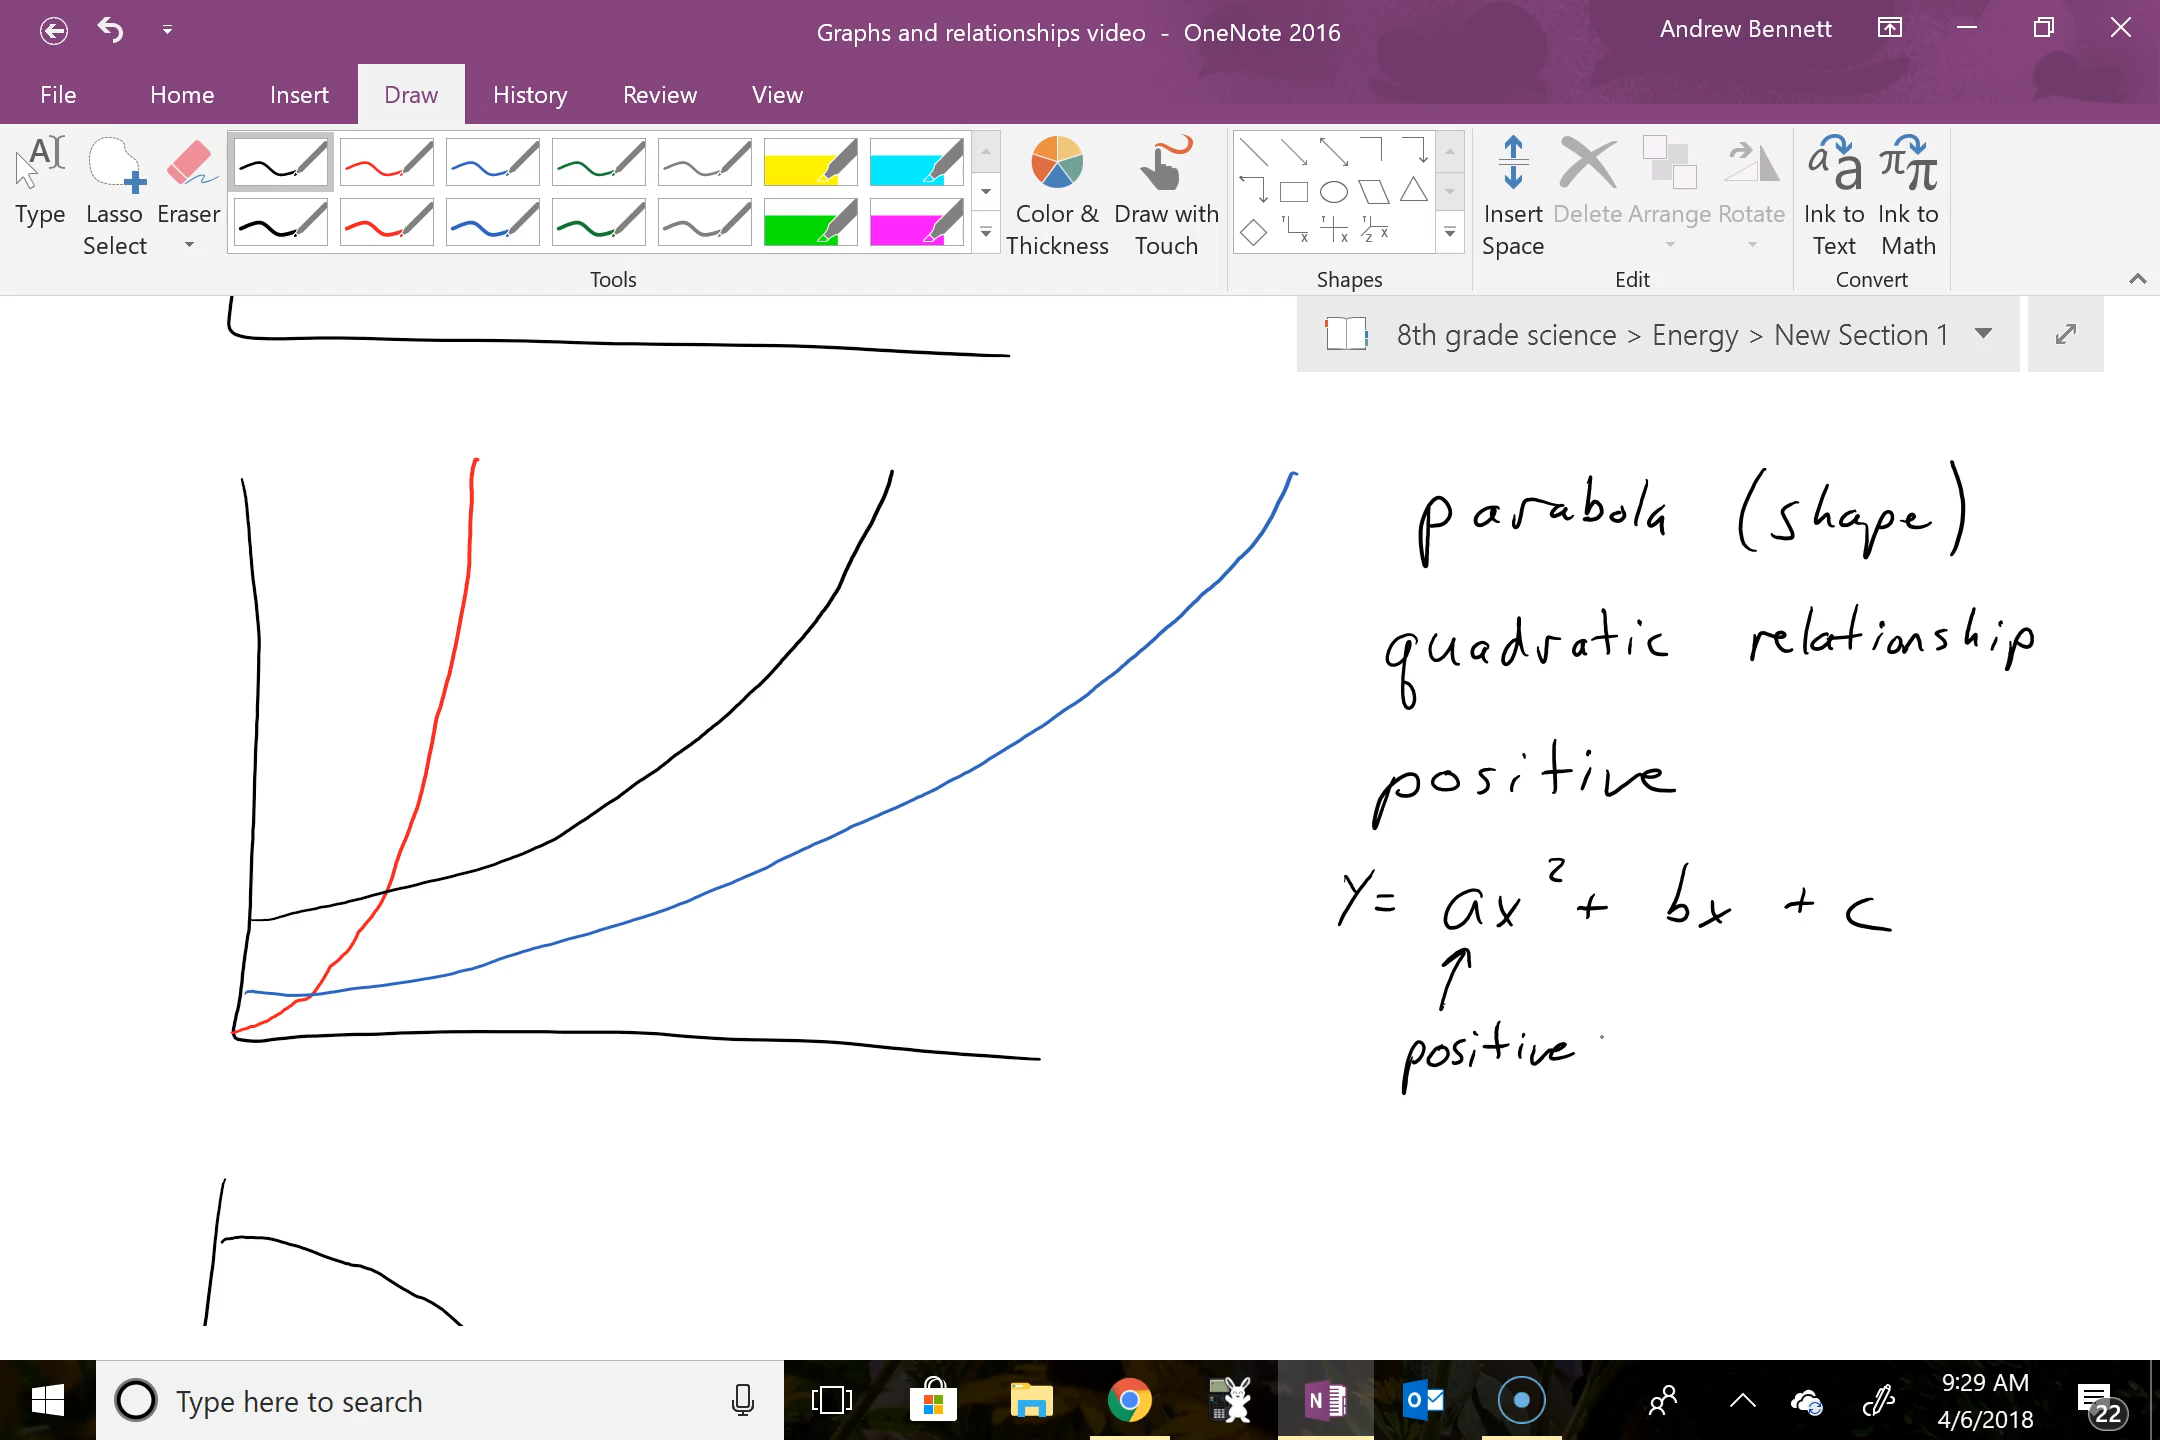 Graphs and relationships video - OneNote 2016
Andrew Bennett
File Home Insert Draw History Review View
Type
Lasso Select
Eraser
Color & Thickness
Draw with Touch
Insert Space
Delete
Arrange
Rotate
Ink to Text
Ink to Math
Tools
Shapes
Edit
Convert
8th grade science > Energy > New Section 1
parabola (shape)
quadratic relationship
positive
y = ax² + bx + c
positive
Type here to search
9:29 AM
4/6/2018
22